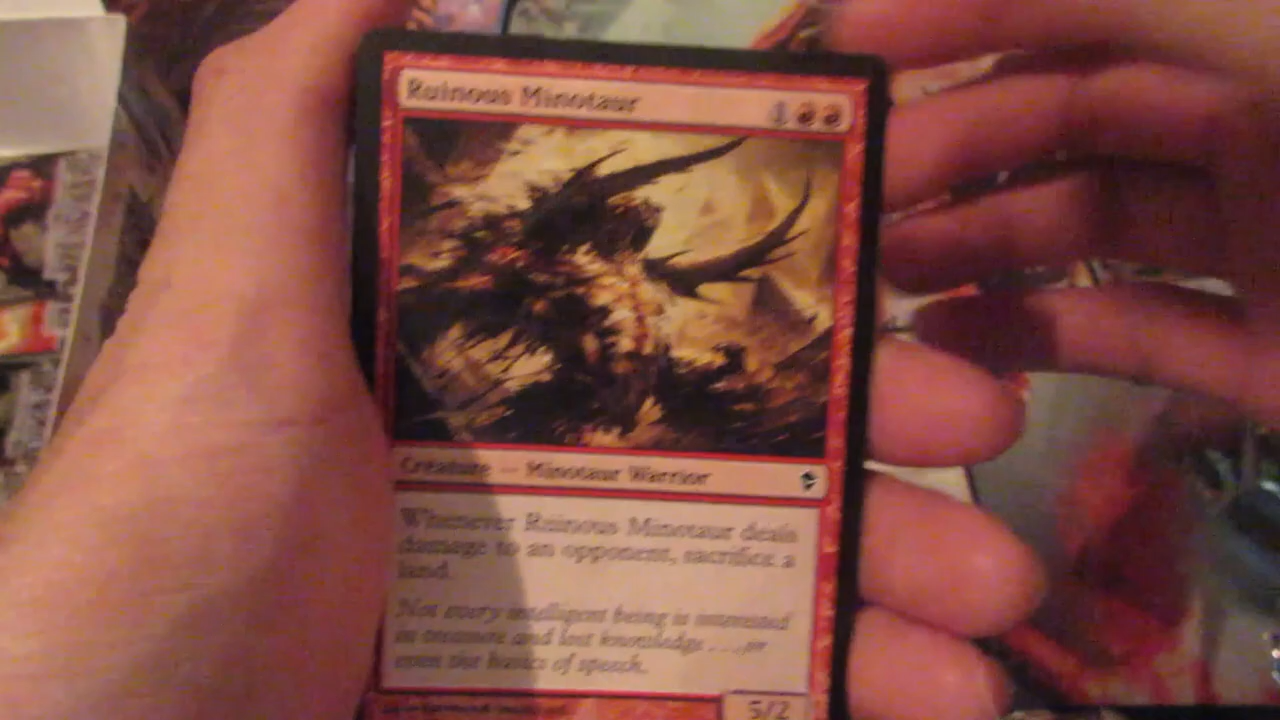 Ruinous Minotaur 1
Creature — Minotaur Warrior
Whenever Ruinous Minotaur deals
damage to an opponent, sacrifice a
land.
Not every intelligent being is interested
in treasure and lost knowledge . . . or
even the basics of speech.
5/2